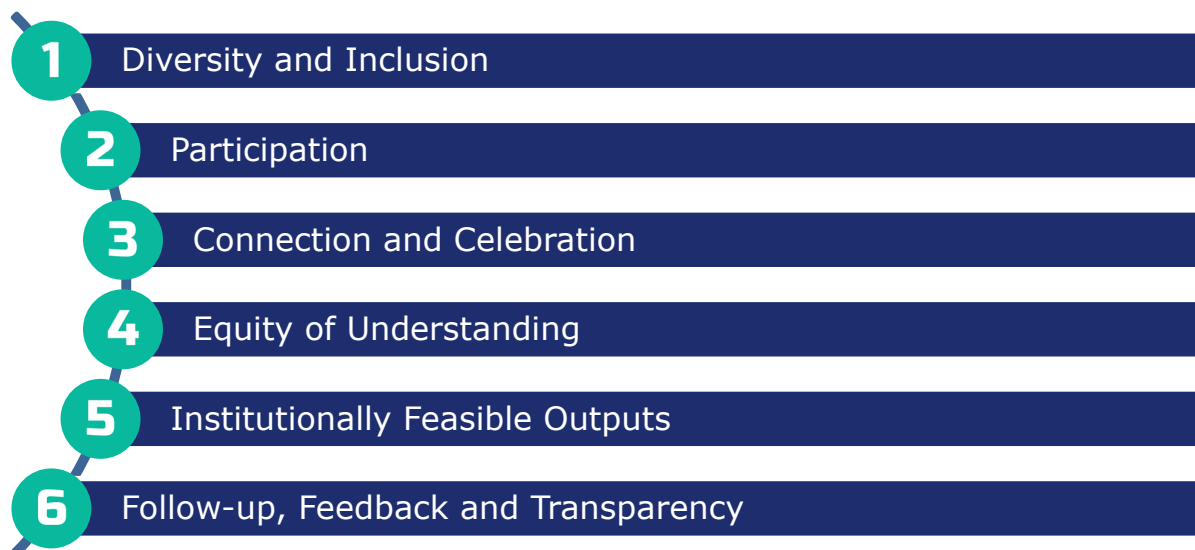 1 Diversity and Inclusion
2 Participation
3 Connection and Celebration
4 Equity of Understanding
5 Institutionally Feasible Outputs
6 Follow-up, Feedback and Transparency